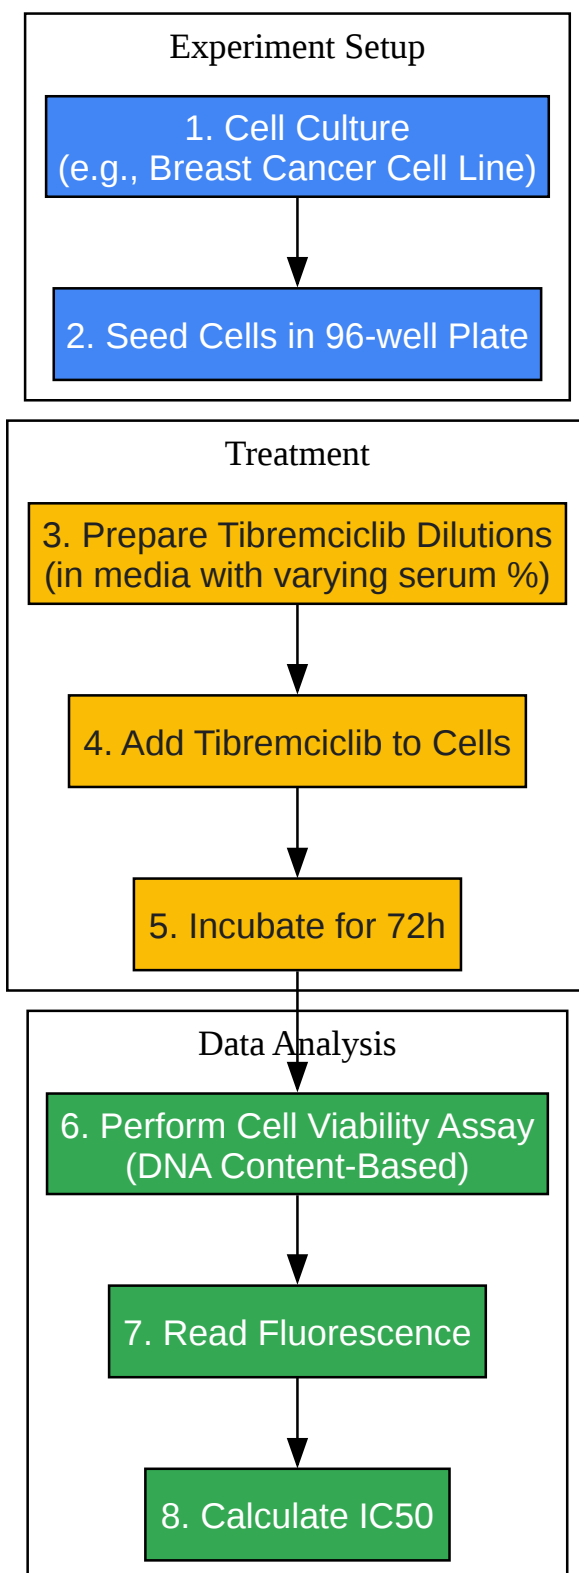 Experiment Setup
1. Cell Culture
(e.g., Breast Cancer Cell Line)
2. Seed Cells in 96-well Plate
Treatment
3. Prepare Tibremciclib Dilutions
(in media with varying serum %)
4. Add Tibremciclib to Cells
5. Incubate for 72h
Data Analysis
6. Perform Cell Viability Assay
(DNA Content-Based)
7. Read Fluorescence
8. Calculate IC50